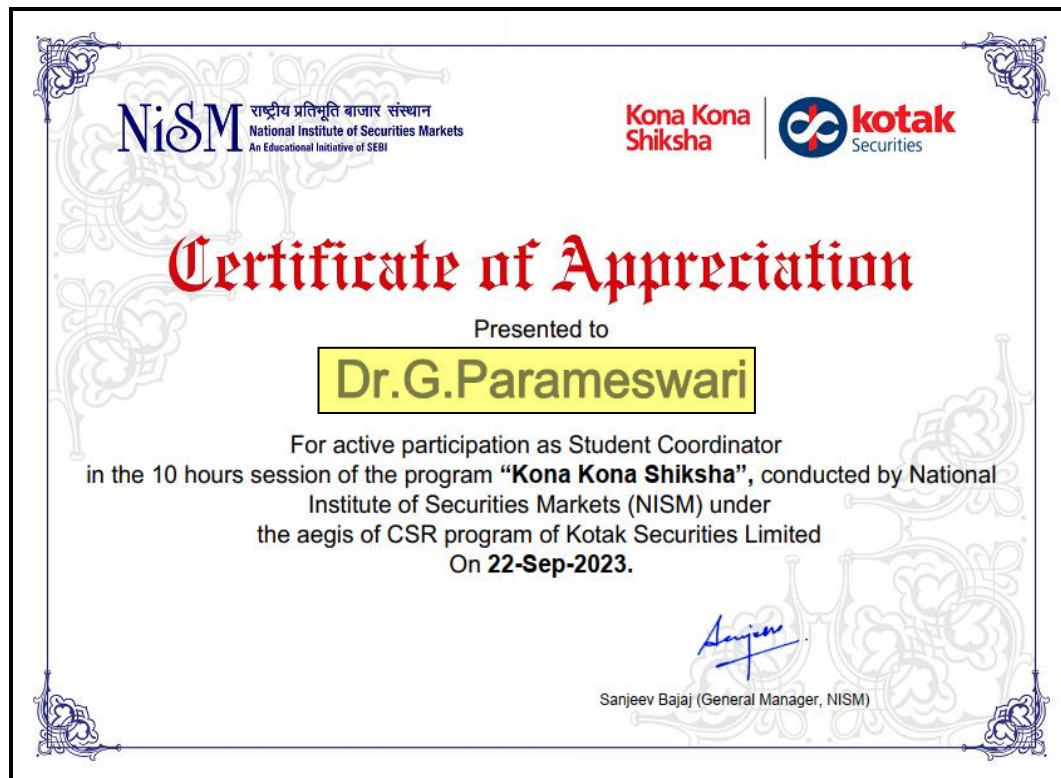 NiSM
राष्ट्रीय प्रतिभूति बाजार संस्थान
National Institute of Securities Markets
An Educational Initiative of SEBI
Kona Kona
Shiksha
kotak
Securities
Certificate of Appreciation
Presented to
Dr.G.Parameswari
For active participation as Student Coordinator
in the 10 hours session of the program “Kona Kona Shiksha”, conducted by National
Institute of Securities Markets (NISM) under
the aegis of CSR program of Kotak Securities Limited
On 22-Sep-2023.
Sanjeev Bajaj (General Manager, NISM)